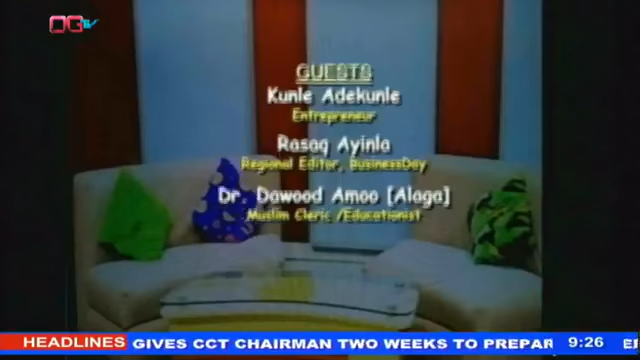 OGTV
GUESTS
Kunle Adekunle
Entrepreneur
Rasaq Ayinla
Regional Editor, BusinessDay
Dr. Dawood Amoo [Alaga]
Muslim Cleric /Educationist
HEADLINES GIVES CCT CHAIRMAN TWO WEEKS TO PREPAR 9:26